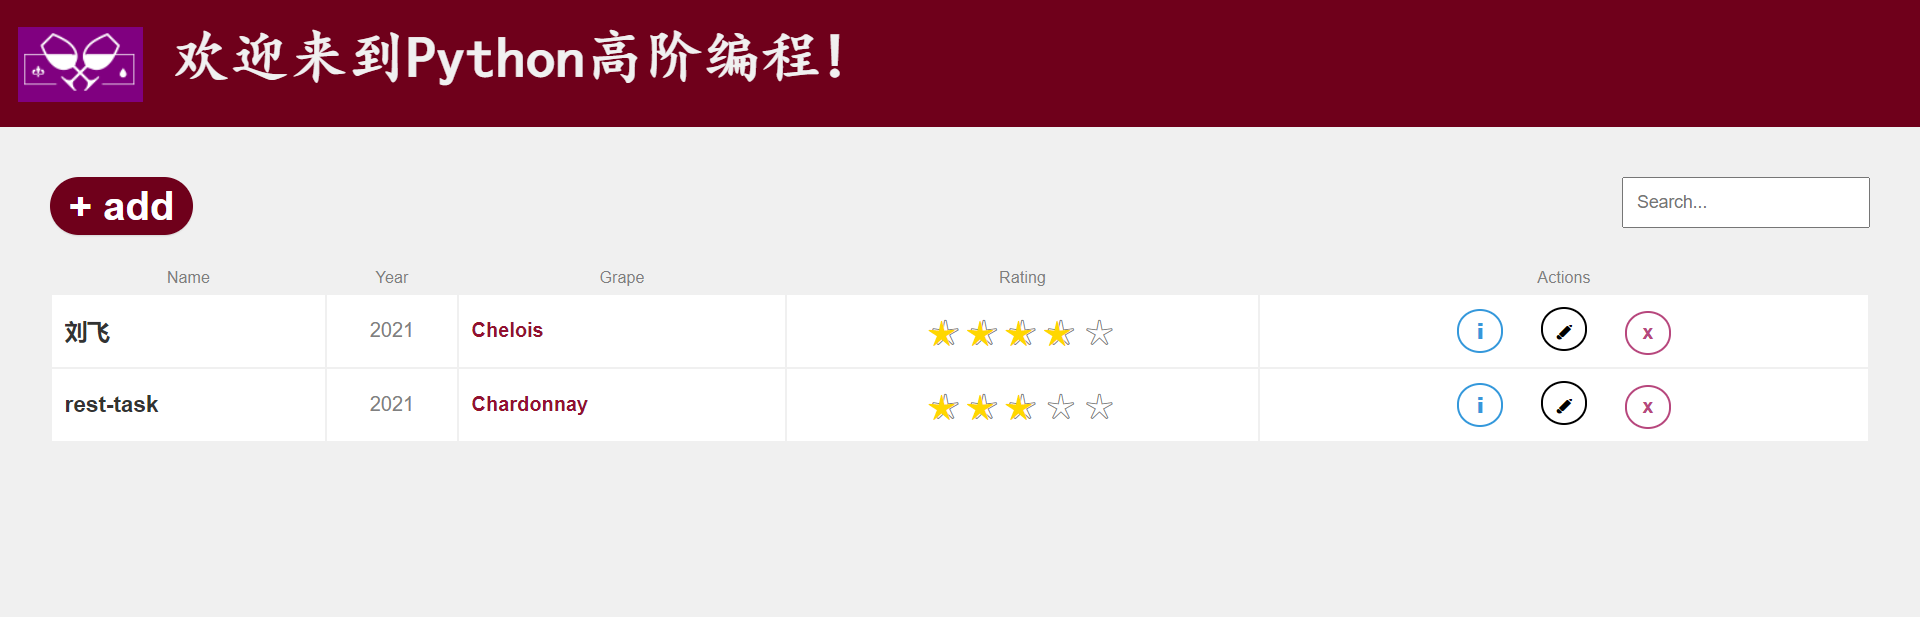 欢迎来到Python高阶编程!
+ add
Search...
Name Year Grape Rating Actions
刘飞 2021 Chelois i x
rest-task 2021 Chardonnay i x